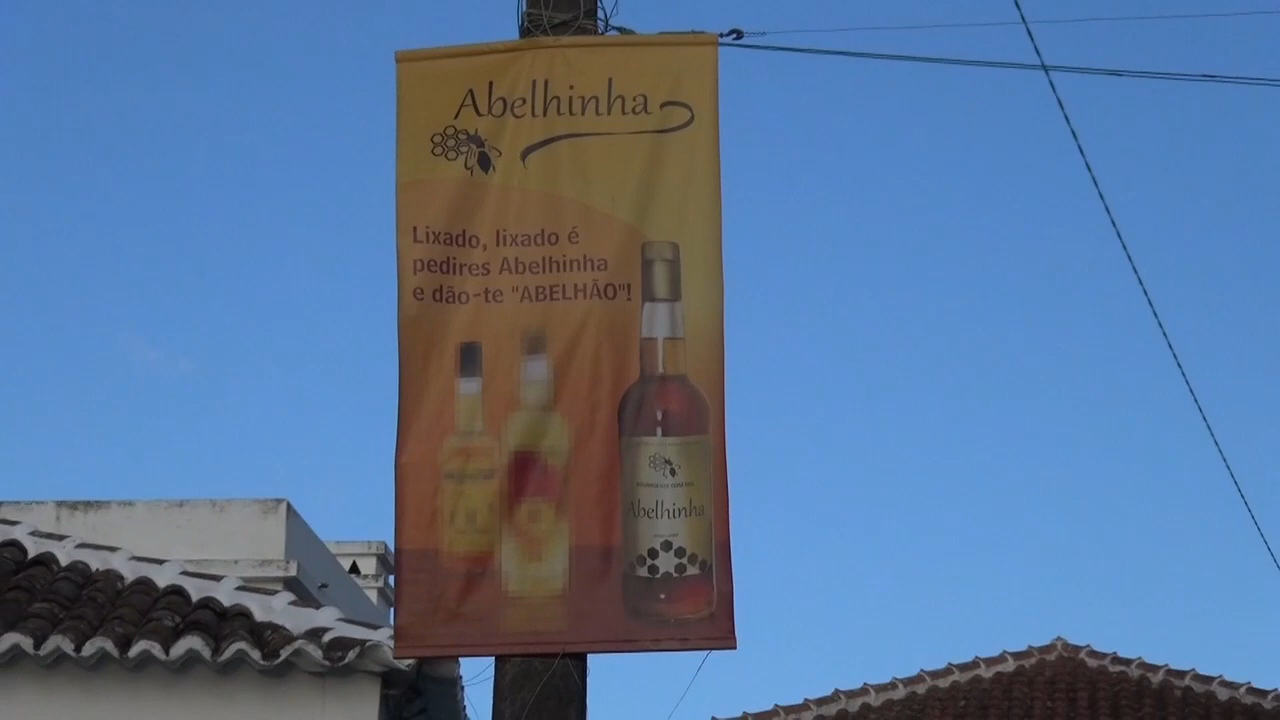 Abelhinha
Lixado, lixado é
pedires Abelhinha
e dão-te "ABELHÃO"!
Abelhinha